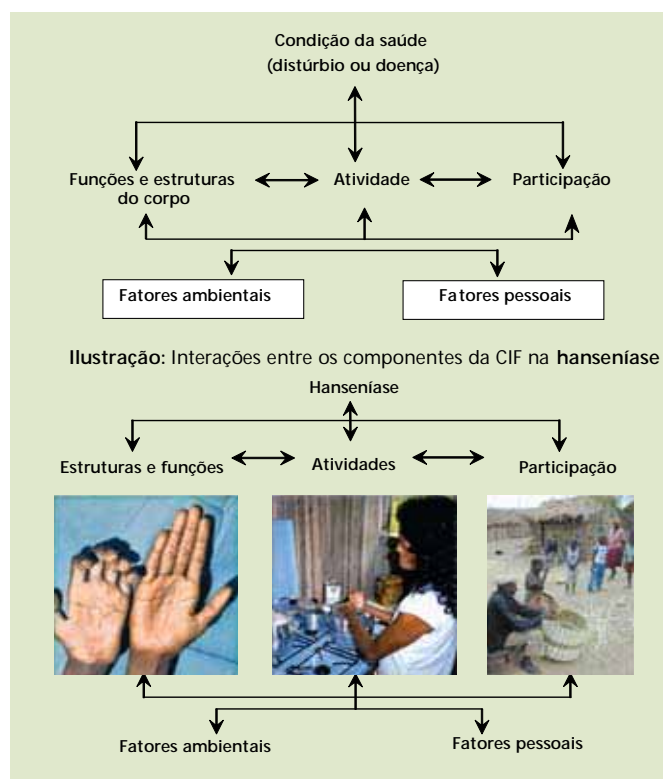 Condição da saúde
(distúrbio ou doença)
Funções e estruturas
do corpo
Atividade
Participação
Fatores ambientais
Fatores pessoais
Ilustração: Interações entre os componentes da CIF na hanseníase
Hanseníase
Estruturas e funções
Atividades
Participação
Fatores ambientais
Fatores pessoais